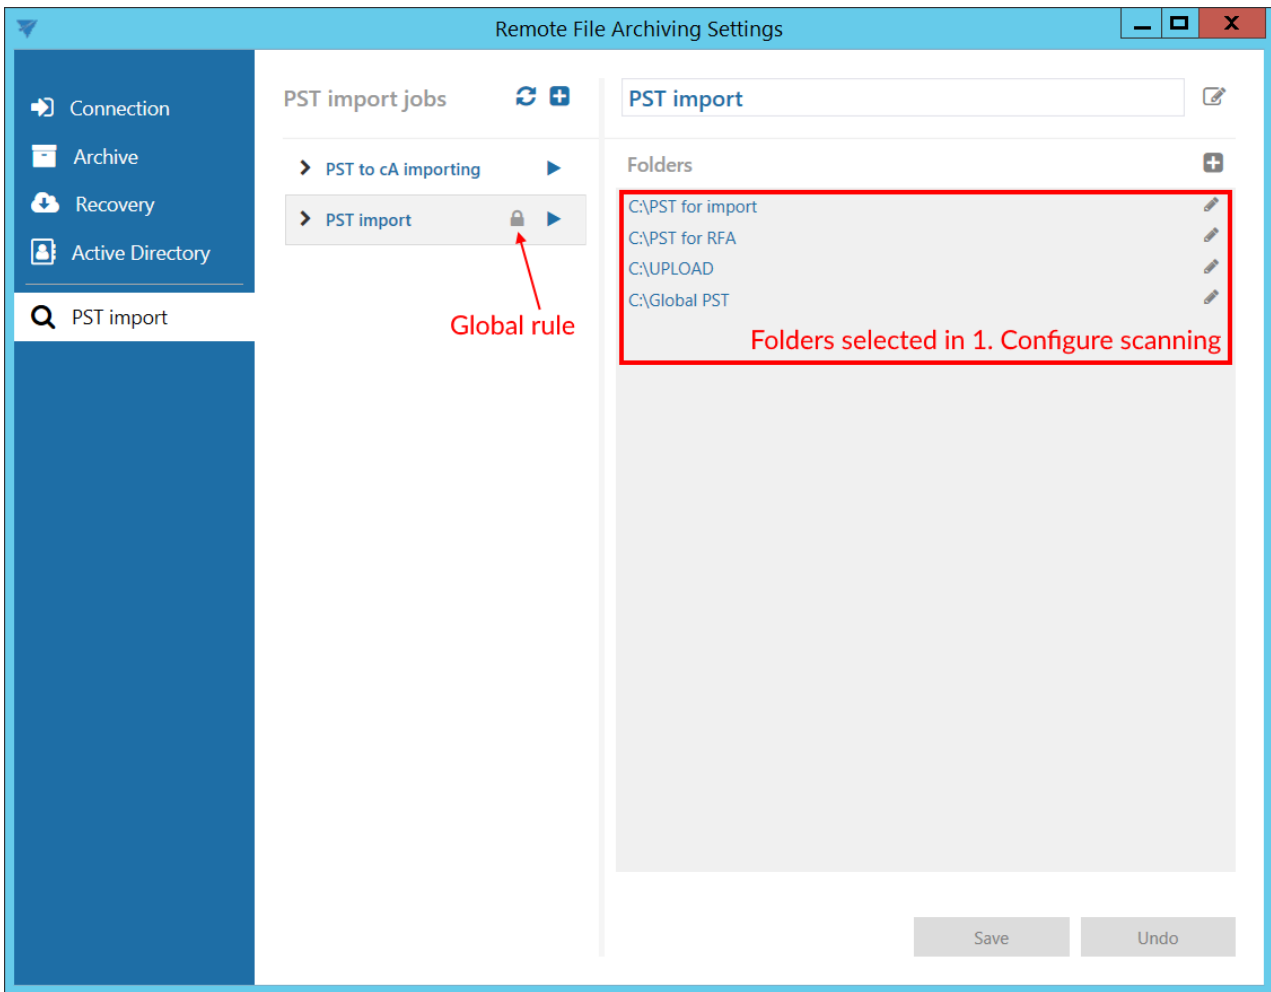 Remote File Archiving Settings
X
Connection
Archive
Recovery
Active Directory
PST import
PST import jobs
PST to cA importing
PST import
Global rule
PST import
Folders
C:\PST for import
C:\PST for RFA
C:\UPLOAD
C:\Global PST
Folders selected in 1. Configure scanning
Save
Undo